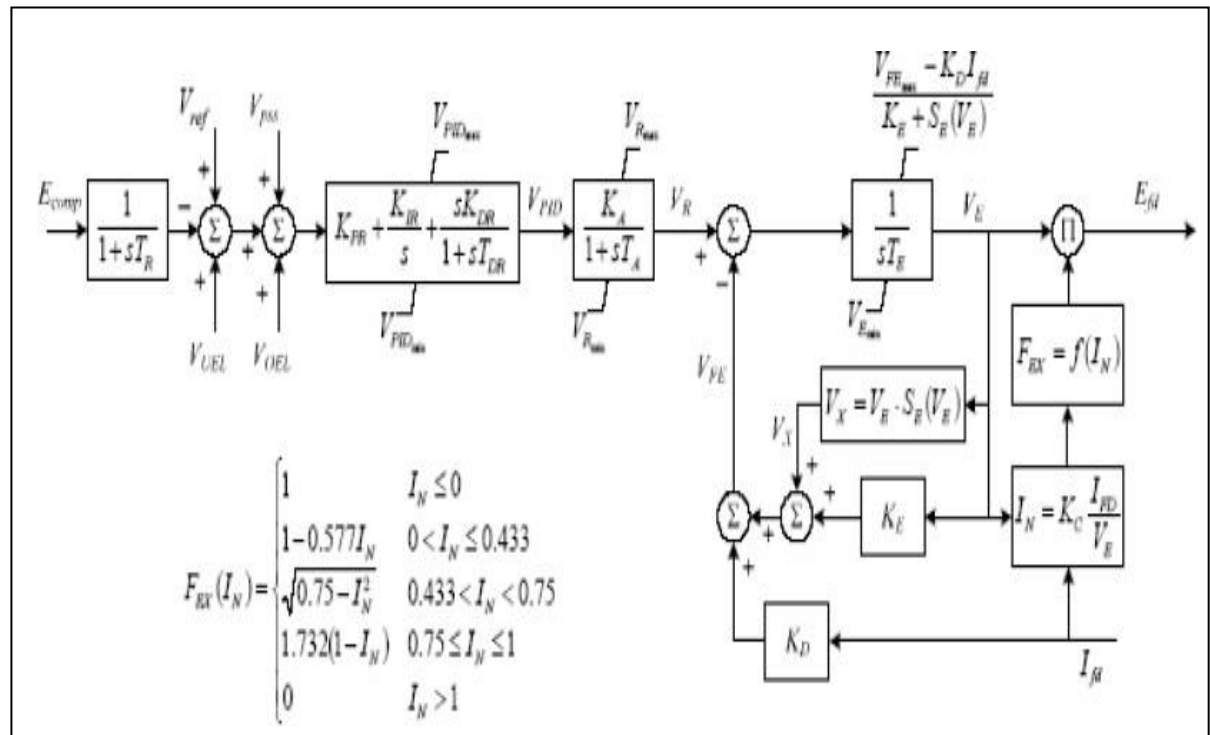 V_ref
V_pss
V_PIDmax
V_Rmax
V_FEmax − K_D I_fd
K_E + S_E(V_E)
E_comp
1
1+sT_R
−
+
+
Σ
+
+
+
Σ
K_PR + K_IR/s + sK_DR/(1+sT_DR)
V_PID
K_A
1+sT_A
V_R
+
−
Σ
1
sT_E
V_E
Π
E_fd
V_UEL
V_OEL
V_PIDmin
V_Rmin
V_Emin
V_FE
V_X = V_E · S_E(V_E)
F_EX = f(I_N)
V_X
+
+
Σ
+
Σ
+
K_E
I_N = K_C I_FD/V_E
K_D
I_fd
F_EX(I_N) = {
1 I_N ≤ 0
1−0.577I_N 0 < I_N ≤ 0.433
√(0.75−I_N²) 0.433 < I_N < 0.75
1.732(1−I_N) 0.75 ≤ I_N ≤ 1
0 I_N > 1